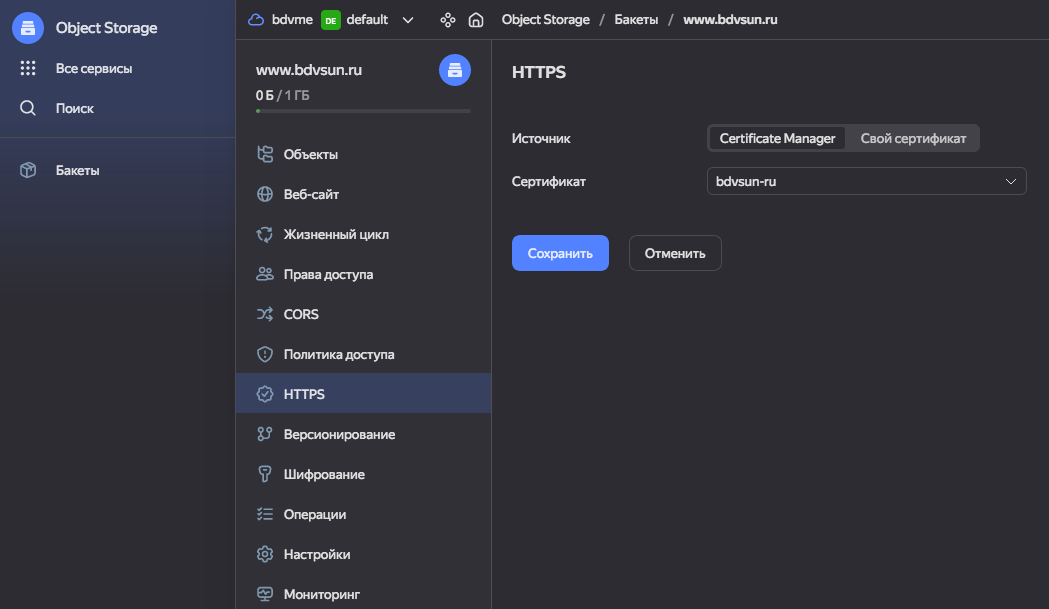 Object Storage
Все сервисы
Поиск
Бакеты
bdvme DE default
Object Storage / Бакеты / www.bdvsun.ru
www.bdvsun.ru
0 Б / 1 ГБ
Объекты
Веб-сайт
Жизненный цикл
Права доступа
CORS
Политика доступа
HTTPS
Версионирование
Шифрование
Операции
Настройки
Мониторинг
HTTPS
Источник Certificate Manager Свой сертификат
Сертификат bdvsun-ru
Сохранить Отменить